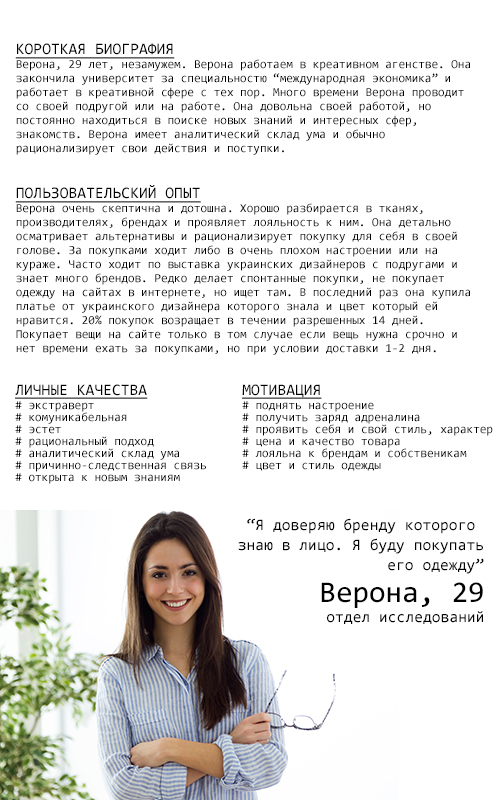 КОРОТКАЯ БИОГРАФИЯ
Верона, 29 лет, незамужем. Верона работаем в креативном агенстве. Она
закончила университет за специальностю “международная экономика” и
работает в креативной сфере с тех пор. Много времени Верона проводит
со своей подругой или на работе. Она довольна своей работой, но
постоянно находиться в поиске новых знаний и интересных сфер,
знакомств. Верона имеет аналитический склад ума и обычно
рационализирует свои действия и поступки.
ПОЛЬЗОВАТЕЛЬСКИЙ ОПЫТ
Верона очень скептична и дотошна. Хорошо разбирается в тканях,
производителях, брендах и проявляет лояльность к ним. Она детально
осматривает альтернативы и рационализирует покупку для себя в своей
голове. За покупками ходит либо в очень плохом настроении или на
кураже. Часто ходит по выставка украинских дизайнеров с подругами и
знает много брендов. Редко делает спонтанные покупки, не покупает
одежду на сайтах в интернете, но ищет там. В последний раз она купила
платье от украинского дизайнера которого знала и цвет который ей
нравится. 20% покупок возращает в течении разрешенных 14 дней.
Покупает вещи на сайте только в том случае если вещь нужна срочно и
нет времени ехать за покупками, но при условии доставки 1-2 дня.
ЛИЧНЫЕ КАЧЕСТВА
# экстраверт
# комуникабельная
# эстет
# рациональный подход
# аналитический склад ума
# причинно-следственная связь
# открыта к новым знаниям
МОТИВАЦИЯ
# поднять настроение
# получить заряд адреналина
# проявить себя и свой стиль, характер
# цена и качество товара
# лояльна к брендам и собственикам
# цвет и стиль одежды
“Я доверяю бренду которого
знаю в лицо. Я буду покупать
его одежду”
Верона, 29
отдел исследований